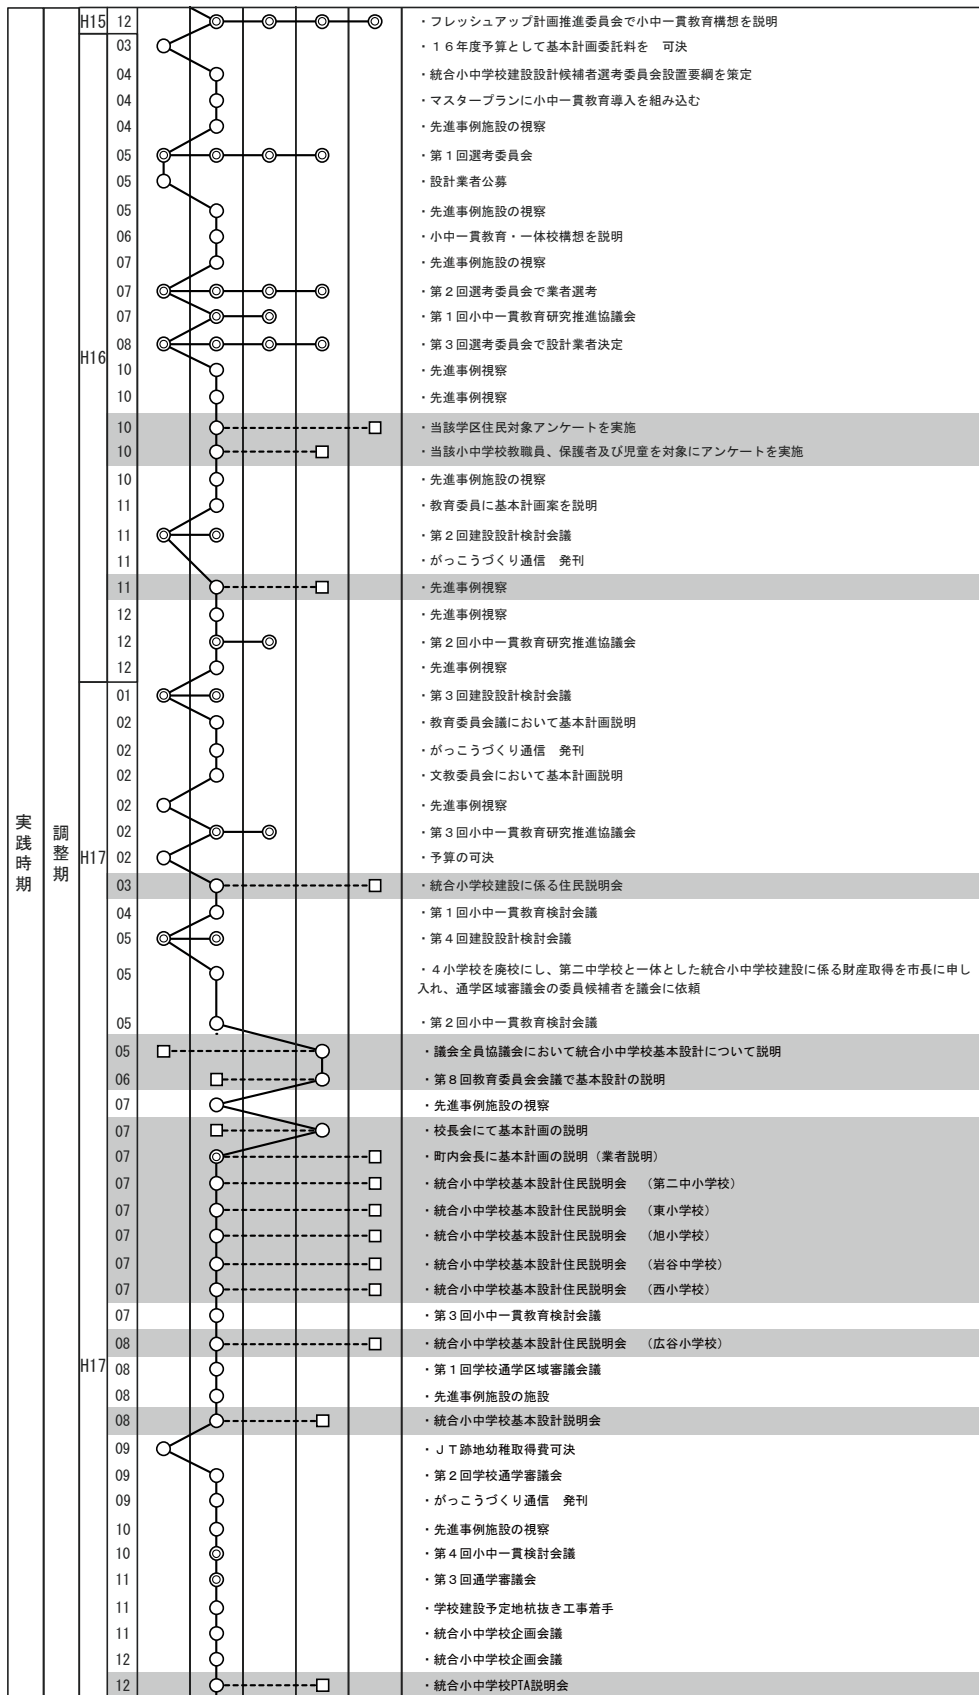 H15 12 ・フレッシュアップ計画推進委員会で小中一貫教育構想を説明
03 ・１６年度予算として基本計画委託料を　可決
04 ・統合小中学校建設設計候補者選考委員会設置要綱を策定
04 ・マスタープランに小中一貫教育導入を組み込む
04 ・先進事例施設の視察
05 ・第１回選考委員会
05 ・設計業者公募
05 ・先進事例施設の視察
06 ・小中一貫教育・一体校構想を説明
07 ・先進事例施設の視察
07 ・第２回選考委員会で業者選考
07 ・第１回小中一貫教育研究推進協議会
08 ・第３回選考委員会で設計業者決定
H16
10 ・先進事例視察
10 ・先進事例視察
10 ・当該学区住民対象アンケートを実施
10 ・当該小中学校教職員、保護者及び児童を対象にアンケートを実施
10 ・先進事例施設の視察
11 ・教育委員に基本計画案を説明
11 ・第２回建設設計検討会議
11 ・がっこうづくり通信　発刊
11 ・先進事例視察
12 ・先進事例視察
12 ・第２回小中一貫教育研究推進協議会
12 ・先進事例視察
01 ・第３回建設設計検討会議
02 ・教育委員会議において基本計画説明
02 ・がっこうづくり通信　発刊
02 ・文教委員会において基本計画説明
02 ・先進事例視察
02 ・第３回小中一貫教育研究推進協議会
実践時期 調整期 H17 02 ・予算の可決
03 ・統合小学校建設に係る住民説明会
04 ・第１回小中一貫教育検討会議
05 ・第４回建設設計検討会議
05 ・４小学校を廃校にし、第二中学校と一体とした統合小中学校建設に係る財産取得を市長に申し
入れ、通学区域審議会の委員候補者を議会に依頼
05 ・第２回小中一貫教育検討会議
05 ・議会全員協議会において統合小中学校基本設計について説明
06 ・第８回教育委員会会議で基本設計の説明
07 ・先進事例施設の視察
07 ・校長会にて基本計画の説明
07 ・町内会長に基本計画の説明（業者説明）
07 ・統合小中学校基本設計住民説明会　（第二中小学校）
07 ・統合小中学校基本設計住民説明会　（東小学校）
07 ・統合小中学校基本設計住民説明会　（旭小学校）
07 ・統合小中学校基本設計住民説明会　（岩谷中学校）
07 ・統合小中学校基本設計住民説明会　（西小学校）
07 ・第３回小中一貫教育検討会議
08 ・統合小中学校基本設計住民説明会　（広谷小学校）
H17 08 ・第１回学校通学区域審議会議
08 ・先進事例施設の施設
08 ・統合小中学校基本設計説明会
09 ・ＪＴ跡地幼稚取得費可決
09 ・第２回学校通学審議会
09 ・がっこうづくり通信　発刊
10 ・先進事例施設の視察
10 ・第４回小中一貫検討会議
11 ・第３回通学審議会
11 ・学校建設予定地杭抜き工事着手
11 ・統合小中学校企画会議
12 ・統合小中学校企画会議
12 ・統合小中学校PTA説明会